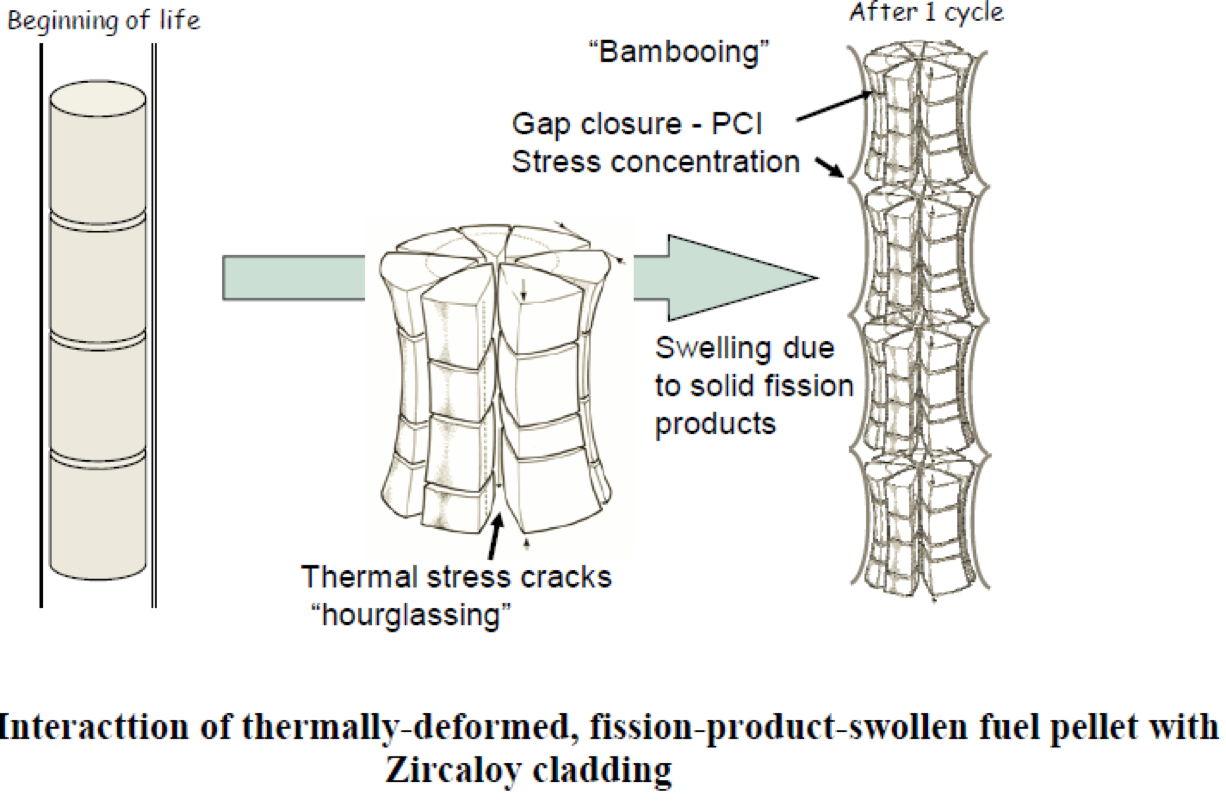 Beginning of life
After 1 cycle
“Bambooing”
Gap closure - PCI
Stress concentration
Swelling due
to solid fission
products
Thermal stress cracks
“hourglassing”
Interacttion of thermally-deformed, fission-product-swollen fuel pellet with
Zircaloy cladding